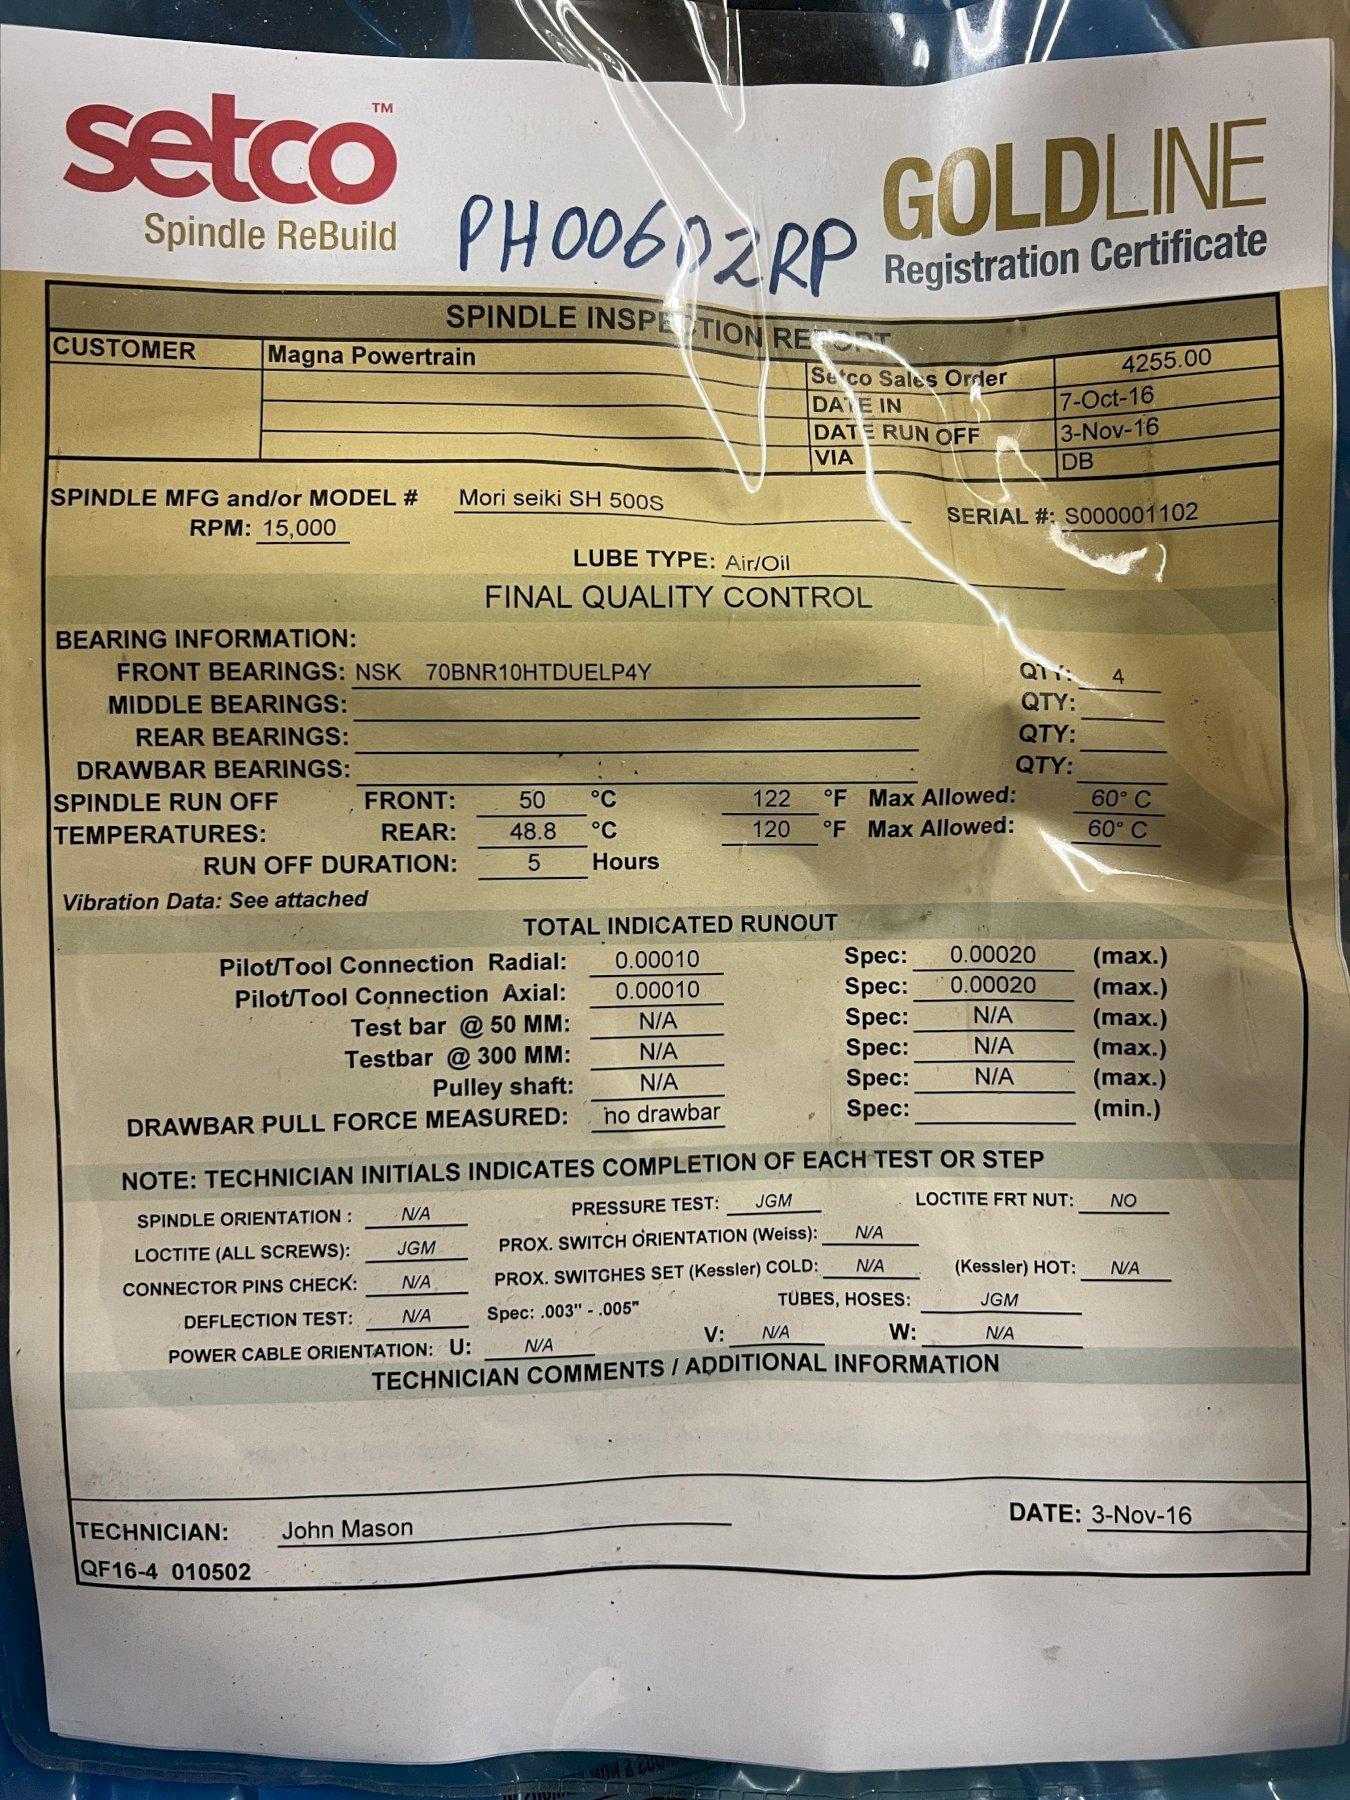 setco™
Spindle ReBuild
PH00602RP
GOLDLINE
Registration Certificate
SPINDLE INSPECTION REPORT
CUSTOMER Magna Powertrain
Setco Sales Order 4255.00
DATE IN 7-Oct-16
DATE RUN OFF 3-Nov-16
VIA DB
SPINDLE MFG and/or MODEL # Mori seiki SH 500S
RPM: 15,000
SERIAL #: S000001102
LUBE TYPE: Air/Oil
FINAL QUALITY CONTROL
BEARING INFORMATION:
FRONT BEARINGS: NSK 70BNR10HTDUELP4Y QTY: 4
MIDDLE BEARINGS: QTY:
REAR BEARINGS: QTY:
DRAWBAR BEARINGS: QTY:
SPINDLE RUN OFF FRONT: 50 °C 122 °F Max Allowed: 60° C
TEMPERATURES: REAR: 48.8 °C 120 °F Max Allowed: 60° C
RUN OFF DURATION: 5 Hours
Vibration Data: See attached
TOTAL INDICATED RUNOUT
Pilot/Tool Connection Radial: 0.00010 Spec: 0.00020 (max.)
Pilot/Tool Connection Axial: 0.00010 Spec: 0.00020 (max.)
Test bar @ 50 MM: N/A Spec: N/A (max.)
Testbar @ 300 MM: N/A Spec: N/A (max.)
Pulley shaft: N/A Spec: N/A (max.)
DRAWBAR PULL FORCE MEASURED: no drawbar Spec: (min.)
NOTE: TECHNICIAN INITIALS INDICATES COMPLETION OF EACH TEST OR STEP
SPINDLE ORIENTATION : N/A PRESSURE TEST: JGM LOCTITE FRT NUT: NO
LOCTITE (ALL SCREWS): JGM PROX. SWITCH ORIENTATION (Weiss): N/A
CONNECTOR PINS CHECK: N/A PROX. SWITCHES SET (Kessler) COLD: N/A (Kessler) HOT: N/A
DEFLECTION TEST: N/A Spec: .003" - .005" TUBES, HOSES: JGM
POWER CABLE ORIENTATION: U: N/A V: N/A W: N/A
TECHNICIAN COMMENTS / ADDITIONAL INFORMATION
TECHNICIAN: John Mason DATE: 3-Nov-16
QF16-4 010502